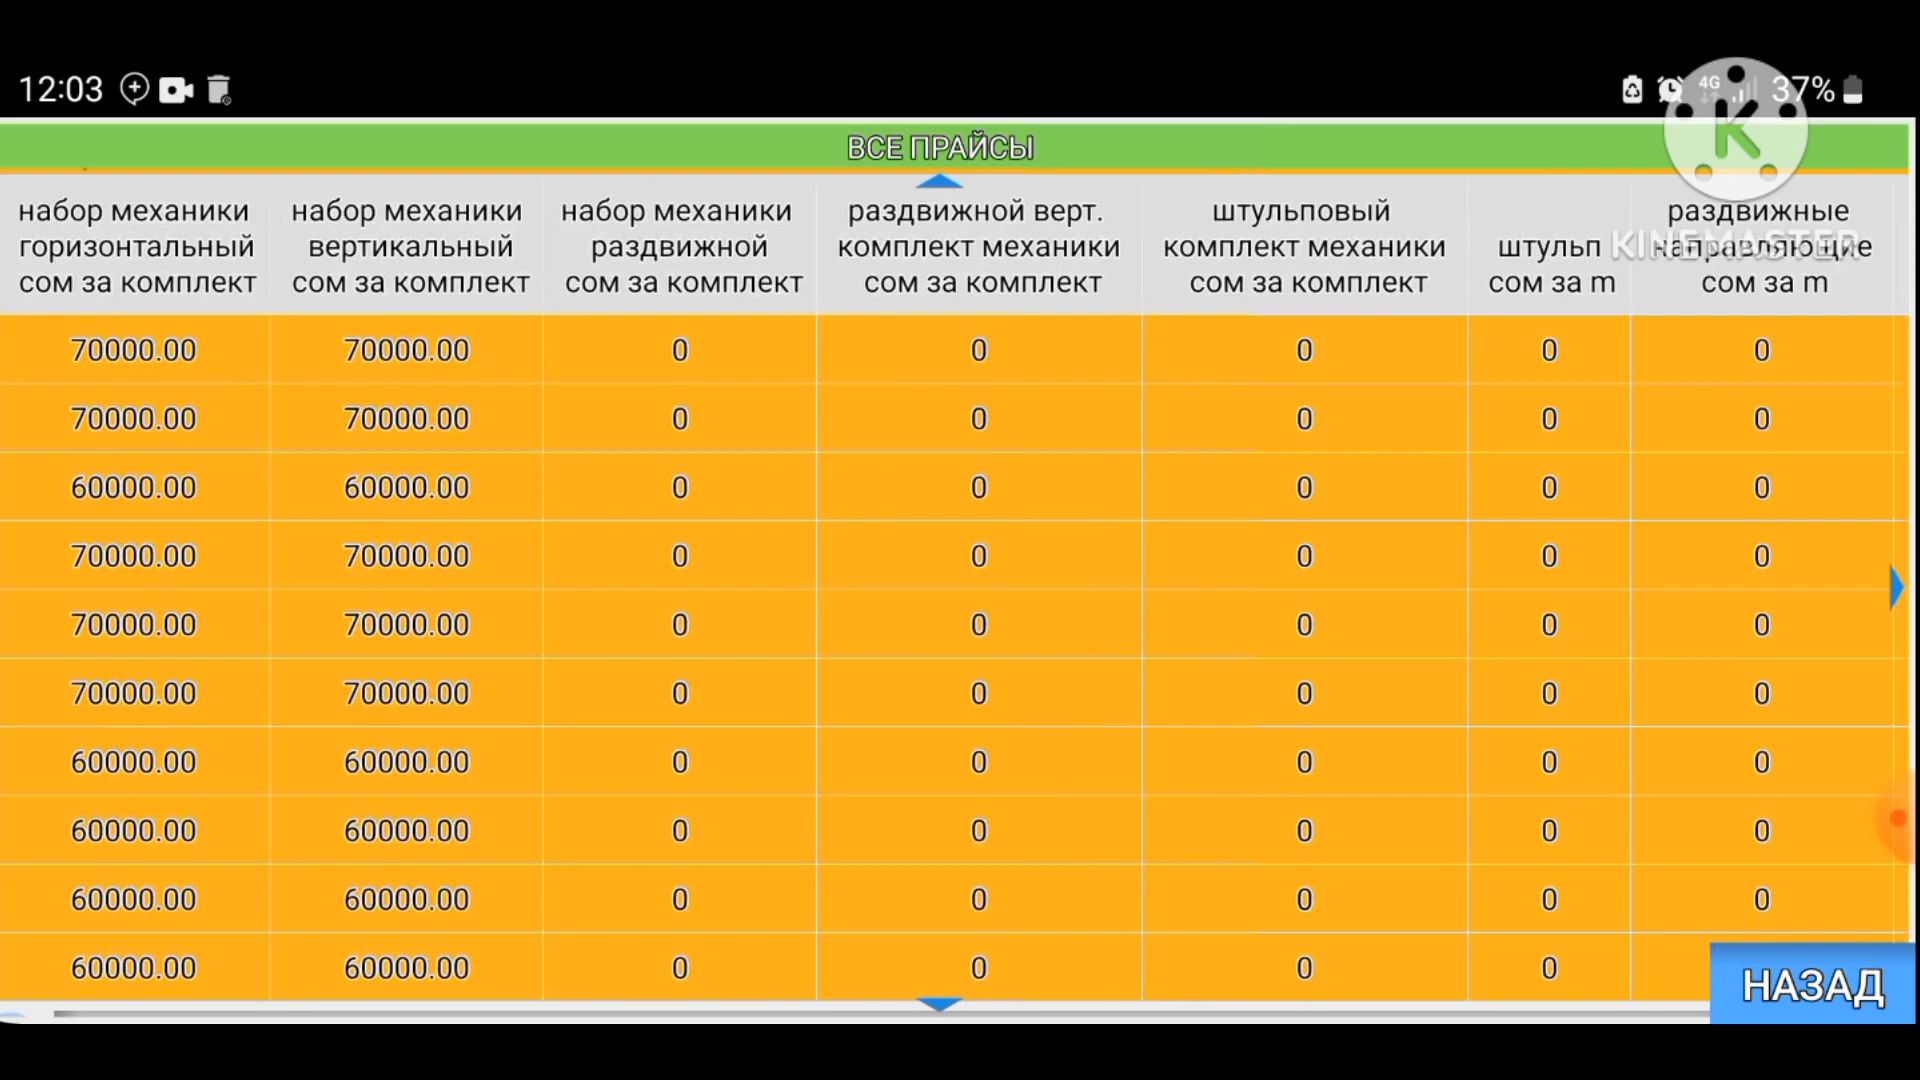 12:03
4G 37%
ВСЕ ПРАЙСЫ
набор механики
горизонтальный
сом за комплект
набор механики
вертикальный
сом за комплект
набор механики
раздвижной
сом за комплект
раздвижной верт.
комплект механики
сом за комплект
штульповый
комплект механики
сом за комплект
штульп
сом за m
раздвижные
направляющие
сом за m
K
KINEMASTER
70000.00 70000.00 0 0 0 0 0
70000.00 70000.00 0 0 0 0 0
60000.00 60000.00 0 0 0 0 0
70000.00 70000.00 0 0 0 0 0
70000.00 70000.00 0 0 0 0 0
70000.00 70000.00 0 0 0 0 0
60000.00 60000.00 0 0 0 0 0
60000.00 60000.00 0 0 0 0 0
60000.00 60000.00 0 0 0 0 0
60000.00 60000.00 0 0 0 0
НАЗАД